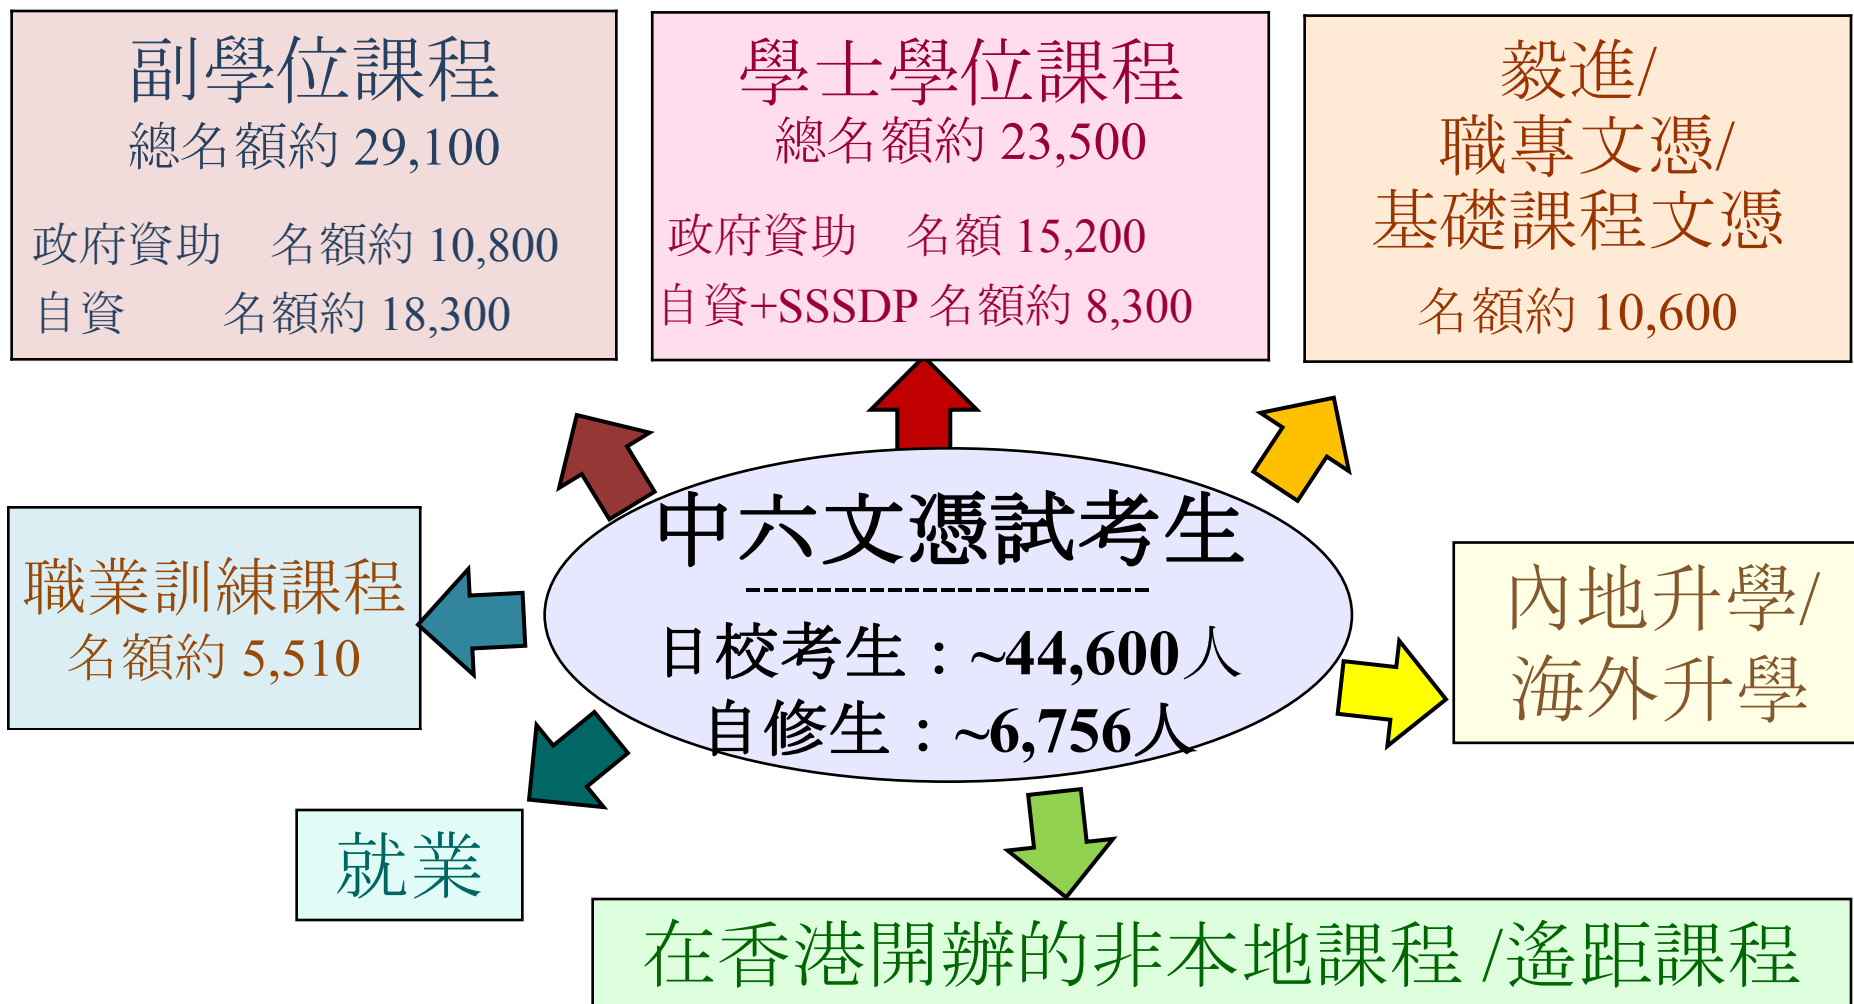 副學位課程
總名額約 29,100
政府資助 名額約 10,800
自資 名額約 18,300
學士學位課程
總名額約 23,500
政府資助 名額 15,200
自資+SSSDP 名額約 8,300
毅進/
職專文憑/
基礎課程文憑
名額約 10,600
中六文憑試考生
----------------------
日校考生：~44,600人
自修生：~6,756人
職業訓練課程
名額約 5,510
內地升學/
海外升學
就業
在香港開辦的非本地課程 /遙距課程